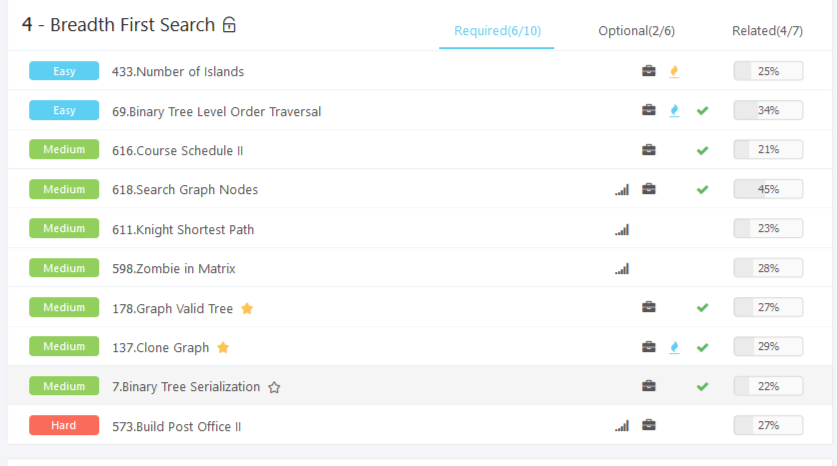 4 - Breadth First Search Required(6/10) Optional(2/6) Related(4/7)
Easy 433.Number of Islands 25%
Easy 69.Binary Tree Level Order Traversal 34%
Medium 616.Course Schedule II 21%
Medium 618.Search Graph Nodes 45%
Medium 611.Knight Shortest Path 23%
Medium 598.Zombie in Matrix 28%
Medium 178.Graph Valid Tree 27%
Medium 137.Clone Graph 29%
Medium 7.Binary Tree Serialization 22%
Hard 573.Build Post Office II 27%